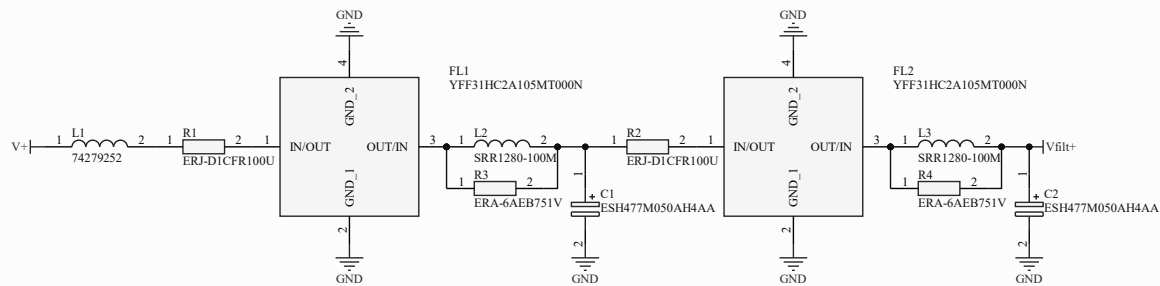 GND
4
FL1
YFF31HC2A105MT000N
GND_2
V+
1
L1
2
74279252
1
R1
2
ERJ-D1CFR100U
1
IN/OUT
OUT/IN
3
GND_1
2
GND
1
L2
2
SRR1280-100M
1
R3
2
ERA-6AEB751V
1
+
C1
ESH477M050AH4AA
2
GND
1
R2
2
ERJ-D1CFR100U
GND
4
FL2
YFF31HC2A105MT000N
GND_2
1
IN/OUT
OUT/IN
3
GND_1
2
GND
1
L3
2
SRR1280-100M
1
R4
2
ERA-6AEB751V
Vfilt+
1
+
C2
ESH477M050AH4AA
2
GND